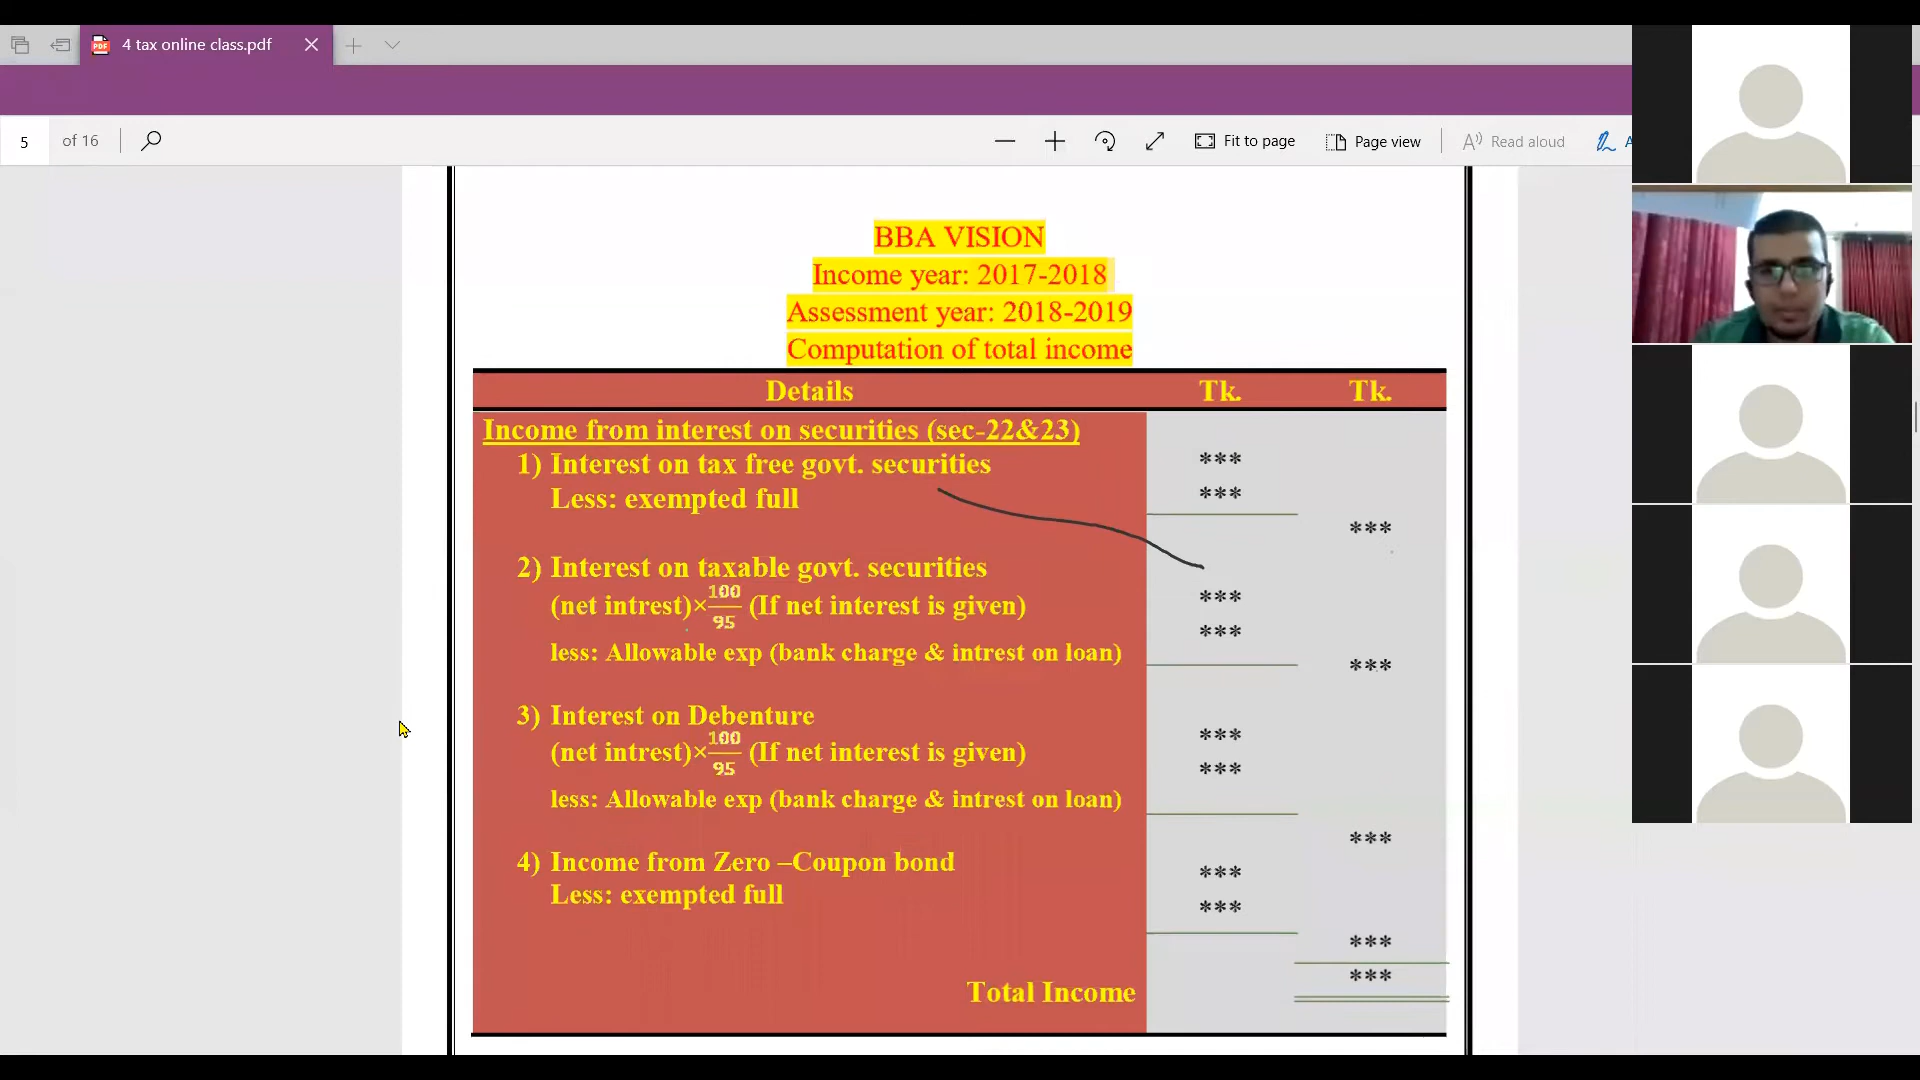 4 tax online class.pdf
5 of 16
Fit to page
Page view
Read aloud
BBA VISION
Income year: 2017-2018
Assessment year: 2018-2019
Computation of total income
Details Tk. Tk.
Income from interest on securities (sec-22&23)
1) Interest on tax free govt. securities ***
Less: exempted full ***
***
2) Interest on taxable govt. securities
(net intrest)×100/95 (If net interest is given) ***
***
less: Allowable exp (bank charge & intrest on loan)
***
3) Interest on Debenture
(net intrest)×100/95 (If net interest is given) ***
***
less: Allowable exp (bank charge & intrest on loan)
***
4) Income from Zero –Coupon bond ***
Less: exempted full ***
***
***
Total Income